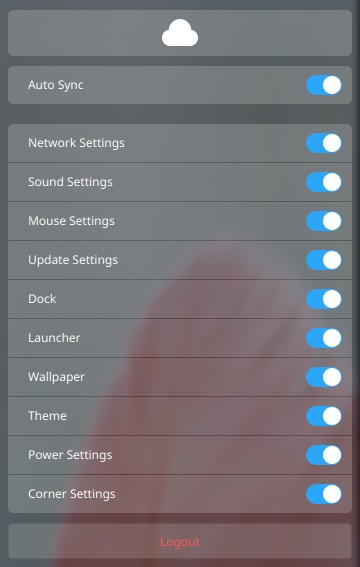 Auto Sync
Network Settings
Sound Settings
Mouse Settings
Update Settings
Dock
Launcher
Wallpaper
Theme
Power Settings
Corner Settings
Logout